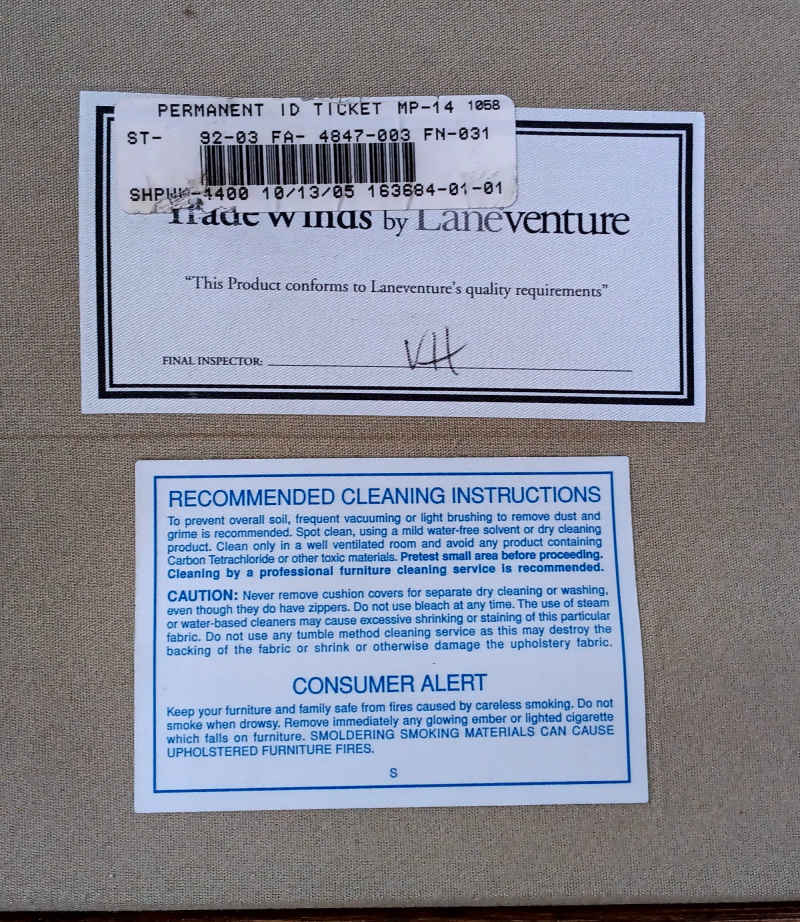 PERMANENT ID TICKET MP-14 1058
ST- 92-03 FA- 4847-003 FN-031
4400 10/13/05 163684-01-01
Trade Winds by Laneventure
“This Product conforms to Laneventure’s quality requirements”
FINAL INSPECTOR: VH
RECOMMENDED CLEANING INSTRUCTIONS
To prevent overall soil, frequent vacuuming or light brushing to remove dust and
grime is recommended. Spot clean, using a mild water-free solvent or dry cleaning
product. Clean only in a well ventilated room and avoid any product containing
Carbon Tetrachloride or other toxic materials. Pretest small area before proceeding.
Cleaning by a professional furniture cleaning service is recommended.
CAUTION: Never remove cushion covers for separate dry cleaning or washing,
even though they do have zippers. Do not use bleach at any time. The use of steam
or water-based cleaners may cause excessive shrinking or staining of this particular
fabric. Do not use any tumble method cleaning service as this may destroy the
backing of the fabric or shrink or otherwise damage the upholstery fabric.
CONSUMER ALERT
Keep your furniture and family safe from fires caused by careless smoking. Do not
smoke when drowsy. Remove immediately any glowing ember or lighted cigarette
which falls on furniture. SMOLDERING SMOKING MATERIALS CAN CAUSE
UPHOLSTERED FURNITURE FIRES.
S